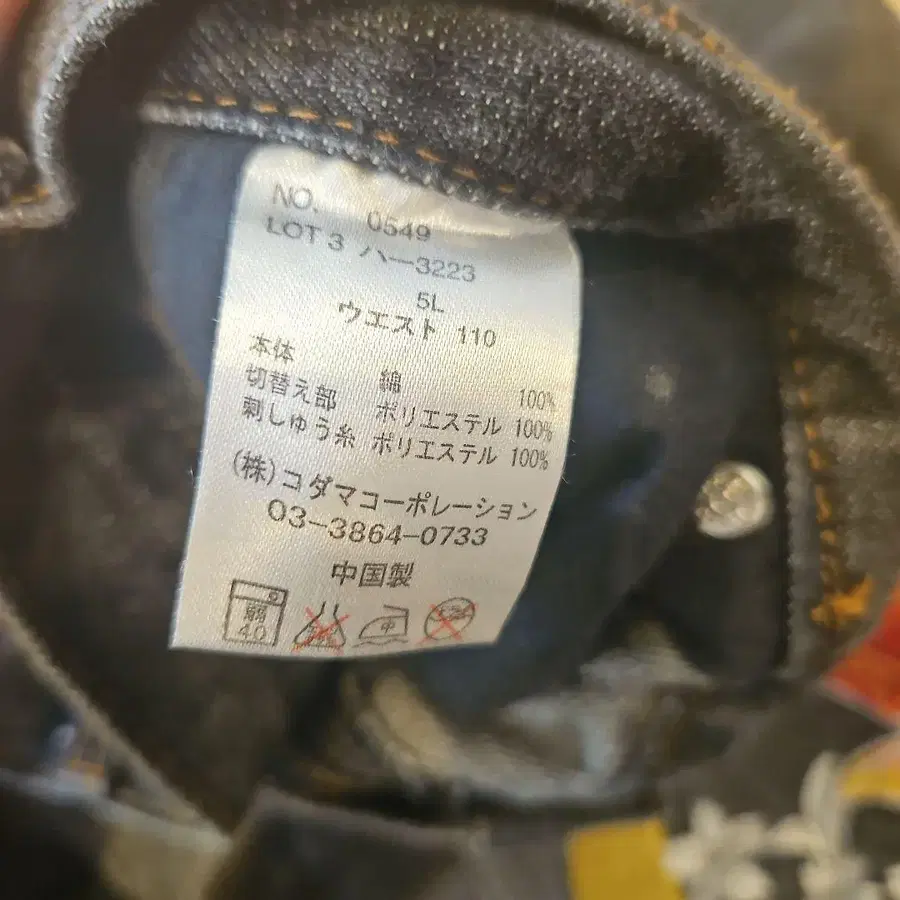 NO. 0549
LOT 3 ハ—3223
5L
ウエスト 110
本体 綿 100%
切替え部 ポリエステル 100%
刺しゅう糸 ポリエステル 100%
(株)コダマコーポレーション
03-3864-0733
中国製
弱 40 中